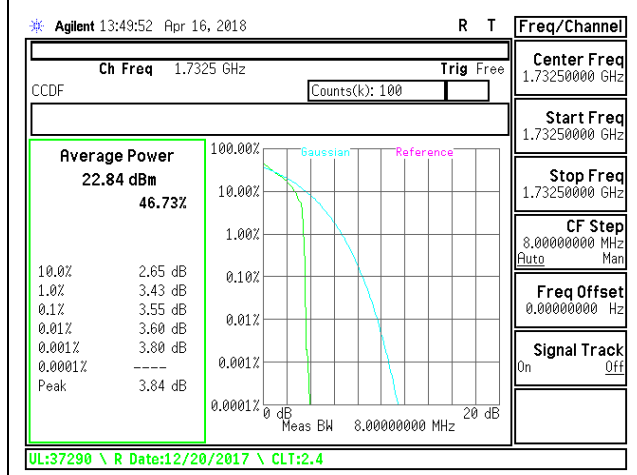 Agilent 13:49:52 Apr 16, 2018 R T
Ch Freq 1.7325 GHz Trig Free
CCDF Counts(k): 100
Average Power
22.84 dBm
46.73%
10.0% 2.65 dB
1.0% 3.43 dB
0.1% 3.55 dB
0.01% 3.60 dB
0.001% 3.80 dB
0.0001% ----
Peak 3.84 dB
Gaussian Reference
100.00%
10.00%
1.00%
0.10%
0.01%
0.001%
0.0001%
0 dB 20 dB
Meas BW 8.00000000 MHz
UL:37290 \ R Date:12/20/2017 \ CLT:2.4
Freq/Channel
Center Freq
1.73250000 GHz
Start Freq
1.73250000 GHz
Stop Freq
1.73250000 GHz
CF Step
8.00000000 MHz
Auto Man
Freq Offset
0.00000000 Hz
Signal Track
On Off